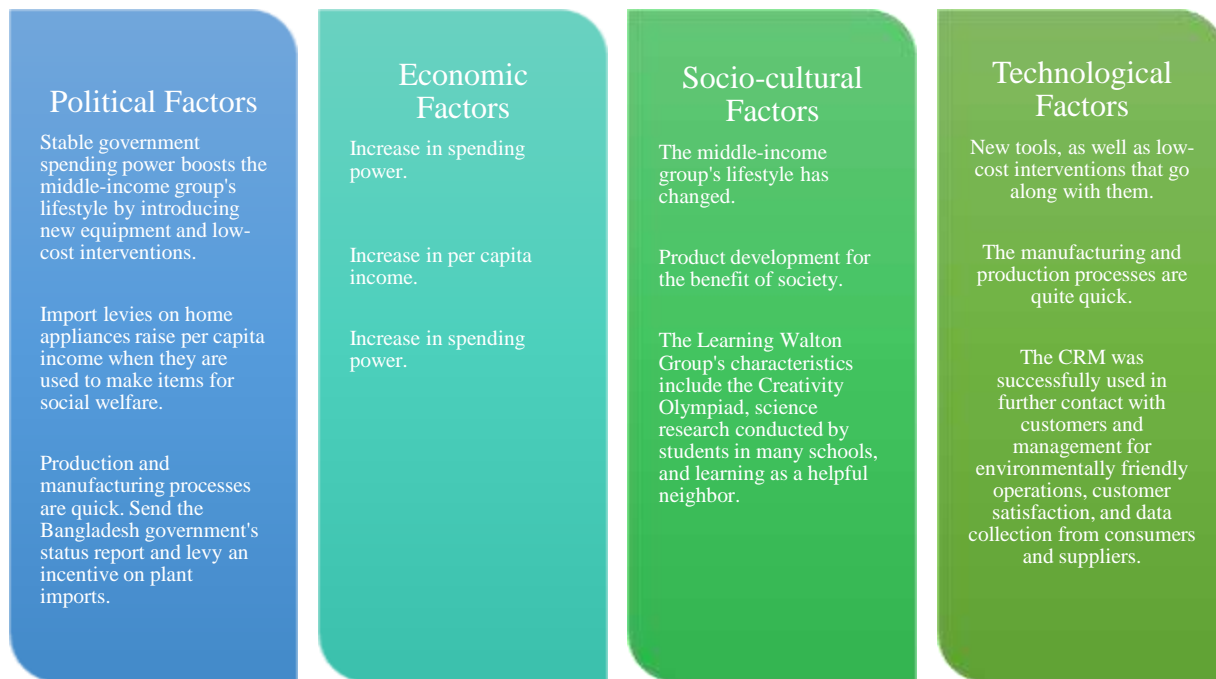 Political Factors
Stable government
spending power boosts the
middle-income group's
lifestyle by introducing
new equipment and low-
cost interventions.
Import levies on home
appliances raise per capita
income when they are
used to make items for
social welfare.
Production and
manufacturing processes
are quick. Send the
Bangladesh government's
status report and levy an
incentive on plant
imports.
Economic
Factors
Increase in spending
power.
Increase in per capita
income.
Increase in spending
power.
Socio-cultural
Factors
The middle-income
group's lifestyle has
changed.
Product development for
the benefit of society.
The Learning Walton
Group's characteristics
include the Creativity
Olympiad, science
research conducted by
students in many schools,
and learning as a helpful
neighbor.
Technological
Factors
New tools, as well as low-
cost interventions that go
along with them.
The manufacturing and
production processes are
quite quick.
The CRM was
successfully used in
further contact with
customers and
management for
environmentally friendly
operations, customer
satisfaction, and data
collection from consumers
and suppliers.